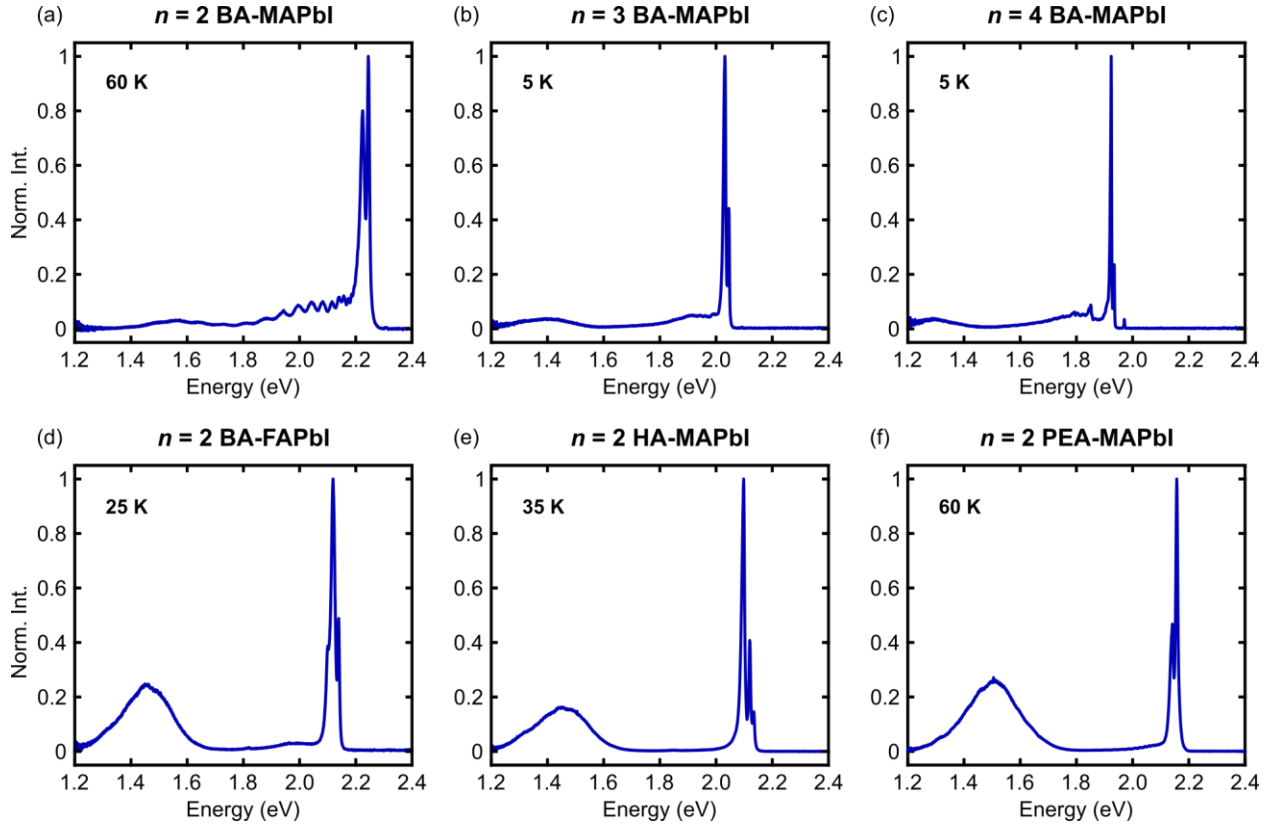 (a) n = 2 BA-MAPbI
(b) n = 3 BA-MAPbI
(c) n = 4 BA-MAPbI
60 K
5 K
5 K
Norm. Int.
1
0.8
0.6
0.4
0.2
0
1
0.8
0.6
0.4
0.2
0
1
0.8
0.6
0.4
0.2
0
1.2 1.4 1.6 1.8 2.0 2.2 2.4
1.2 1.4 1.6 1.8 2.0 2.2 2.4
1.2 1.4 1.6 1.8 2.0 2.2 2.4
Energy (eV)
Energy (eV)
Energy (eV)
(d) n = 2 BA-FAPbI
(e) n = 2 HA-MAPbI
(f) n = 2 PEA-MAPbI
25 K
35 K
60 K
Norm. Int.
1
0.8
0.6
0.4
0.2
0
1
0.8
0.6
0.4
0.2
0
1
0.8
0.6
0.4
0.2
0
1.2 1.4 1.6 1.8 2.0 2.2 2.4
1.2 1.4 1.6 1.8 2.0 2.2 2.4
1.2 1.4 1.6 1.8 2.0 2.2 2.4
Energy (eV)
Energy (eV)
Energy (eV)